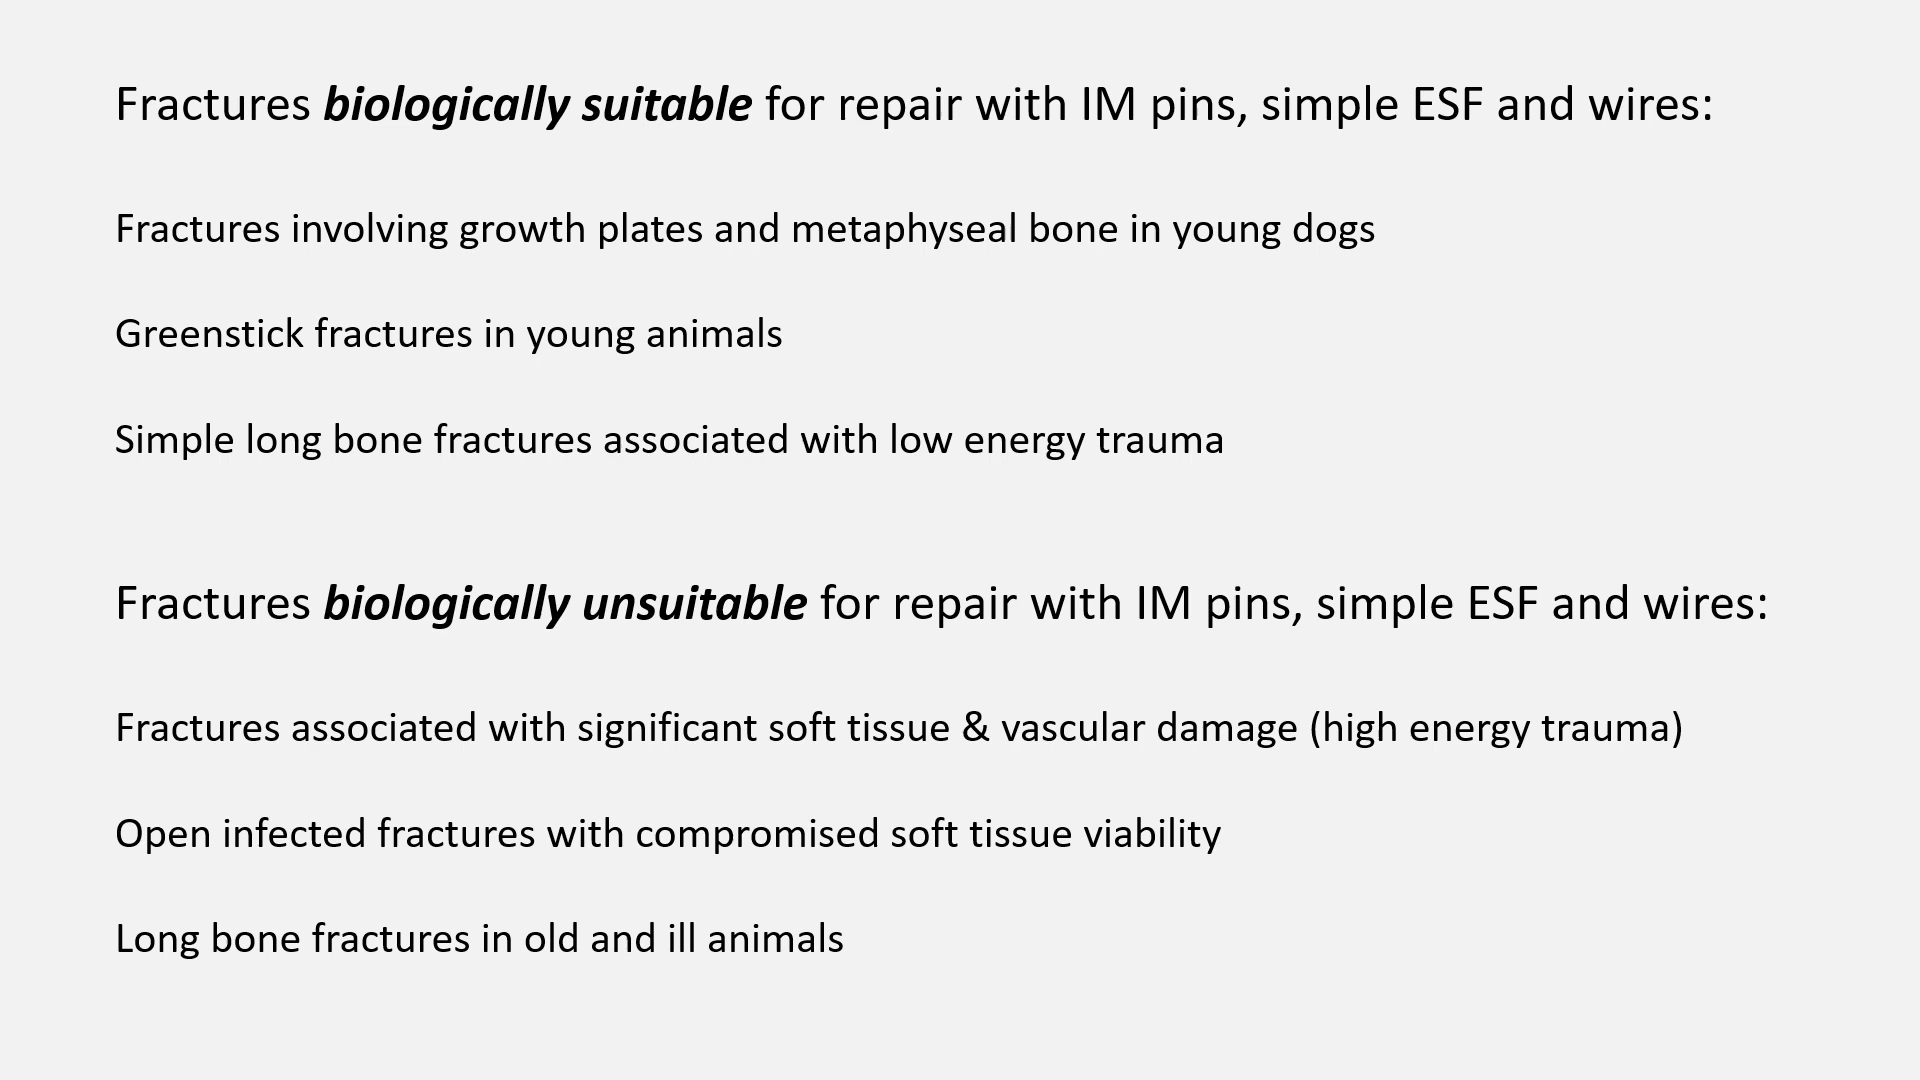 Fractures biologically suitable for repair with IM pins, simple ESF and wires:
Fractures involving growth plates and metaphyseal bone in young dogs
Greenstick fractures in young animals
Simple long bone fractures associated with low energy trauma
Fractures biologically unsuitable for repair with IM pins, simple ESF and wires:
Fractures associated with significant soft tissue & vascular damage (high energy trauma)
Open infected fractures with compromised soft tissue viability
Long bone fractures in old and ill animals